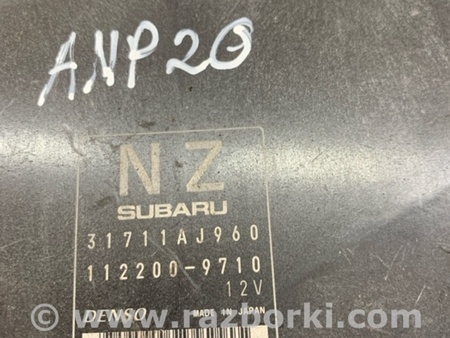 ANP20
NZ
SUBARU
31711AJ960
112200-9710
12V
DENSO MADE IN JAPAN
www.razborki.com